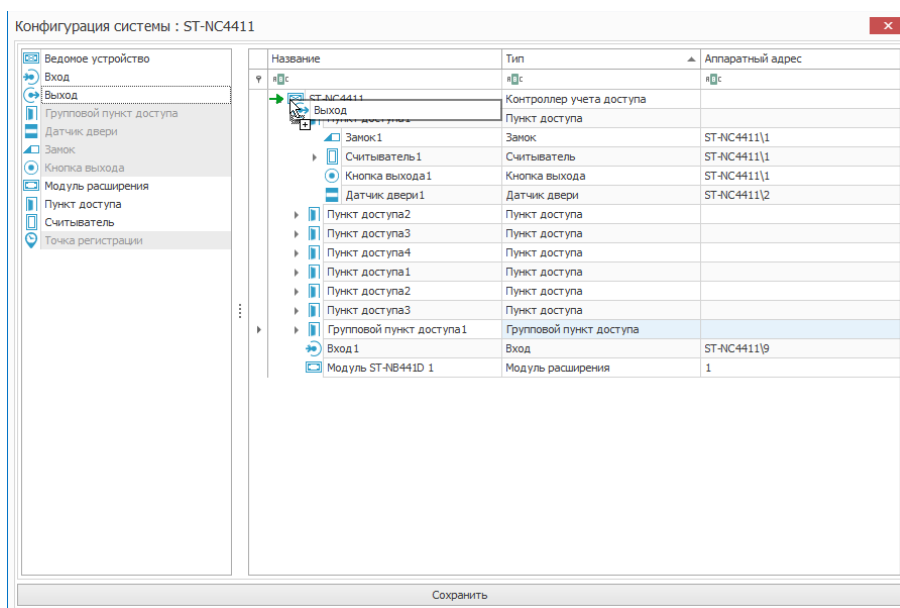 Конфигурация системы : ST-NC4411
Ведомое устройство
Вход
Выход
Групповой пункт доступа
Датчик двери
Замок
Кнопка выхода
Модуль расширения
Пункт доступа
Считыватель
Точка регистрации
Название Тип Аппаратный адрес
ST-NC4411 Контроллер учета доступа
Выход
Пункт доступа1 Пункт доступа
Замок1 Замок ST-NC4411\1
Считыватель1 Считыватель ST-NC4411\1
Кнопка выхода1 Кнопка выхода ST-NC4411\1
Датчик двери1 Датчик двери ST-NC4411\2
Пункт доступа2 Пункт доступа
Пункт доступа3 Пункт доступа
Пункт доступа4 Пункт доступа
Пункт доступа1 Пункт доступа
Пункт доступа2 Пункт доступа
Пункт доступа3 Пункт доступа
Групповой пункт доступа1 Групповой пункт доступа
Вход1 Вход ST-NC4411\9
Модуль ST-NB441D 1 Модуль расширения 1
Сохранить